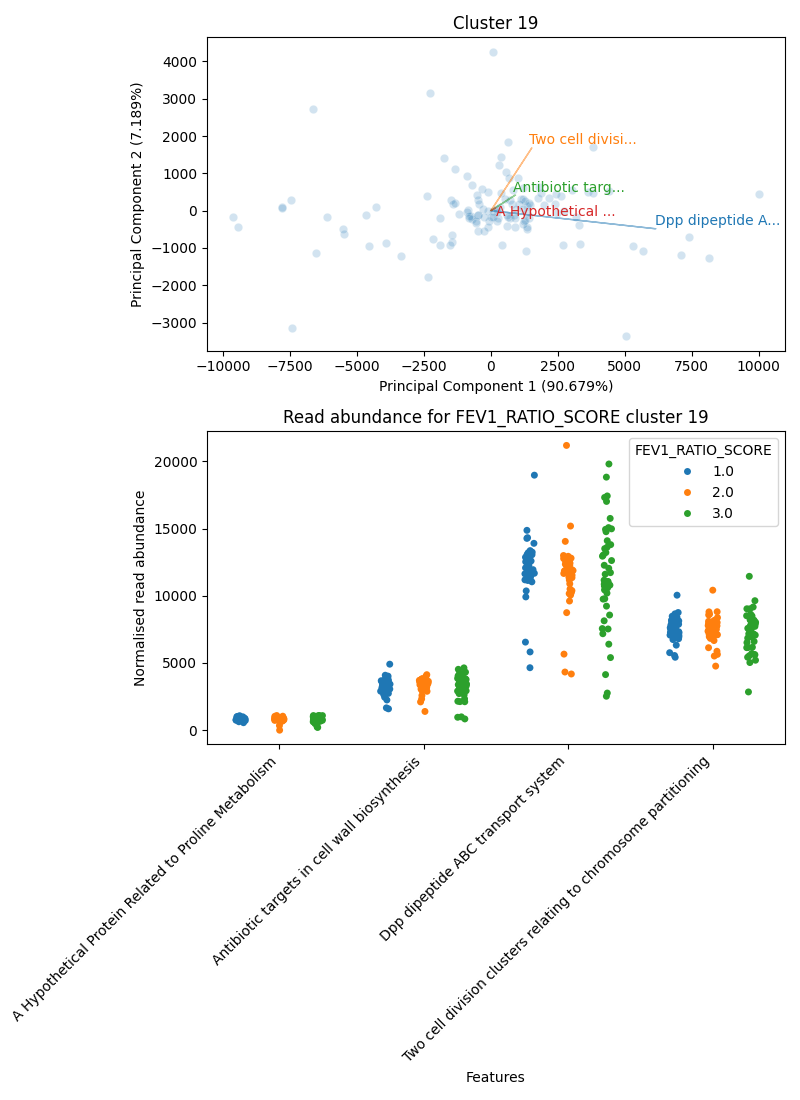 Cluster 19
Principal Component 2 (7.189%)
4000
3000
2000
1000
0
−1000
−2000
−3000
Two cell divisi...
Antibiotic targ...
A Hypothetical ...
Dpp dipeptide A...
−10000 −7500 −5000 −2500 0 2500 5000 7500 10000
Principal Component 1 (90.679%)
Read abundance for FEV1_RATIO_SCORE cluster 19
Normalised read abundance
20000
15000
10000
5000
0
FEV1_RATIO_SCORE
1.0
2.0
3.0
A Hypothetical Protein Related to Proline Metabolism
Antibiotic targets in cell wall biosynthesis
Dpp dipeptide ABC transport system
Two cell division clusters relating to chromosome partitioning
Features